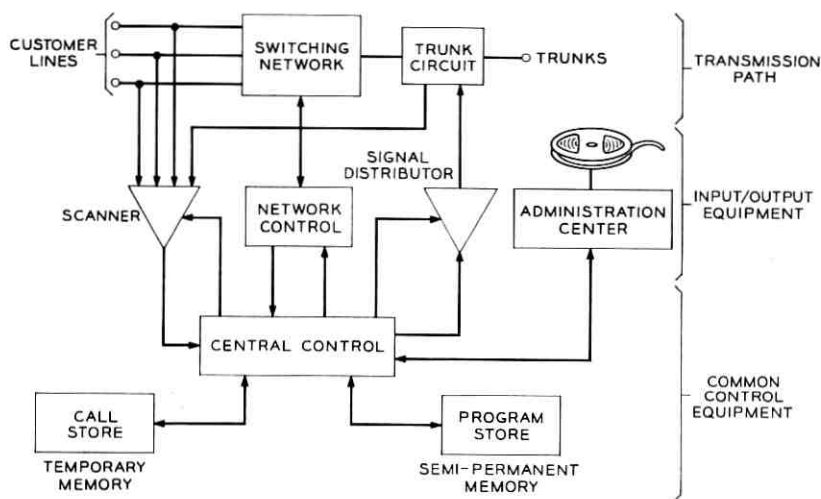 CUSTOMER
LINES
SWITCHING
NETWORK
TRUNK
CIRCUIT
TRUNKS
TRANSMISSION
PATH
SCANNER
NETWORK
CONTROL
SIGNAL
DISTRIBUTOR
ADMINISTRATION
CENTER
INPUT/OUTPUT
EQUIPMENT
CENTRAL CONTROL
CALL
STORE
TEMPORARY
MEMORY
PROGRAM
STORE
SEMI-PERMANENT
MEMORY
COMMON
CONTROL
EQUIPMENT